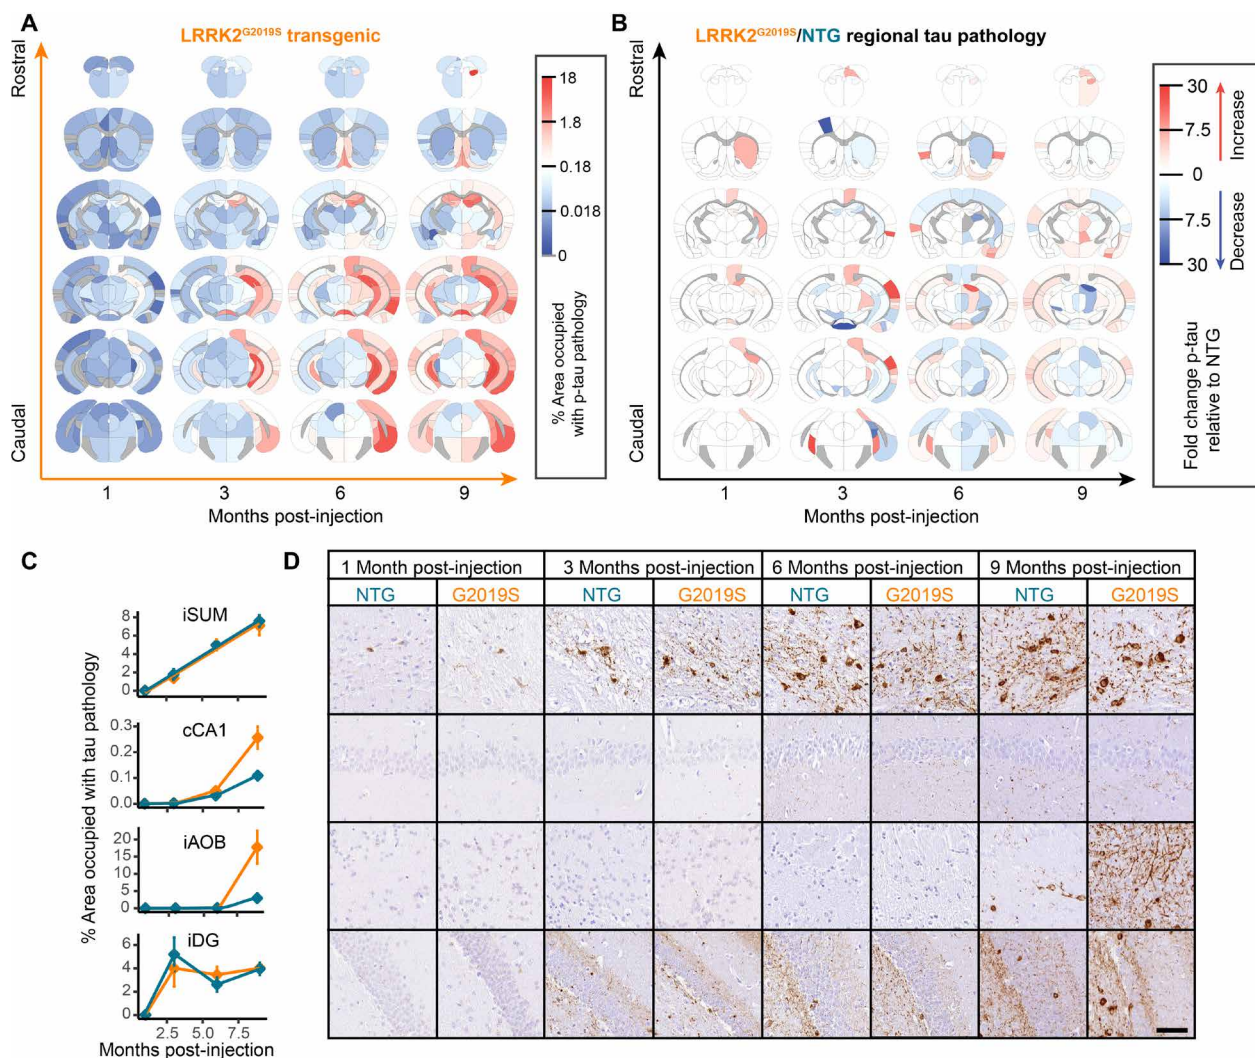 A
LRRK2G2019S transgenic
Rostral
Caudal
1
3
6
9
Months post-injection
18
1.8
0.18
0.018
0
% Area occupied
with p-tau pathology
B
LRRK2G2019S/NTG regional tau pathology
Rostral
Caudal
1
3
6
9
Months post-injection
30
7.5
0
7.5
30
Increase
Decrease
Fold change p-tau
relative to NTG
C
% Area occupied with tau pathology
iSUM
8
6
4
2
0
cCA1
0.3
0.2
0.1
0.0
iAOB
20
15
10
5
0
iDG
6
4
2
0
2.5
5.0
7.5
Months post-injection
D
1 Month post-injection
3 Months post-injection
6 Months post-injection
9 Months post-injection
NTG
G2019S
NTG
G2019S
NTG
G2019S
NTG
G2019S